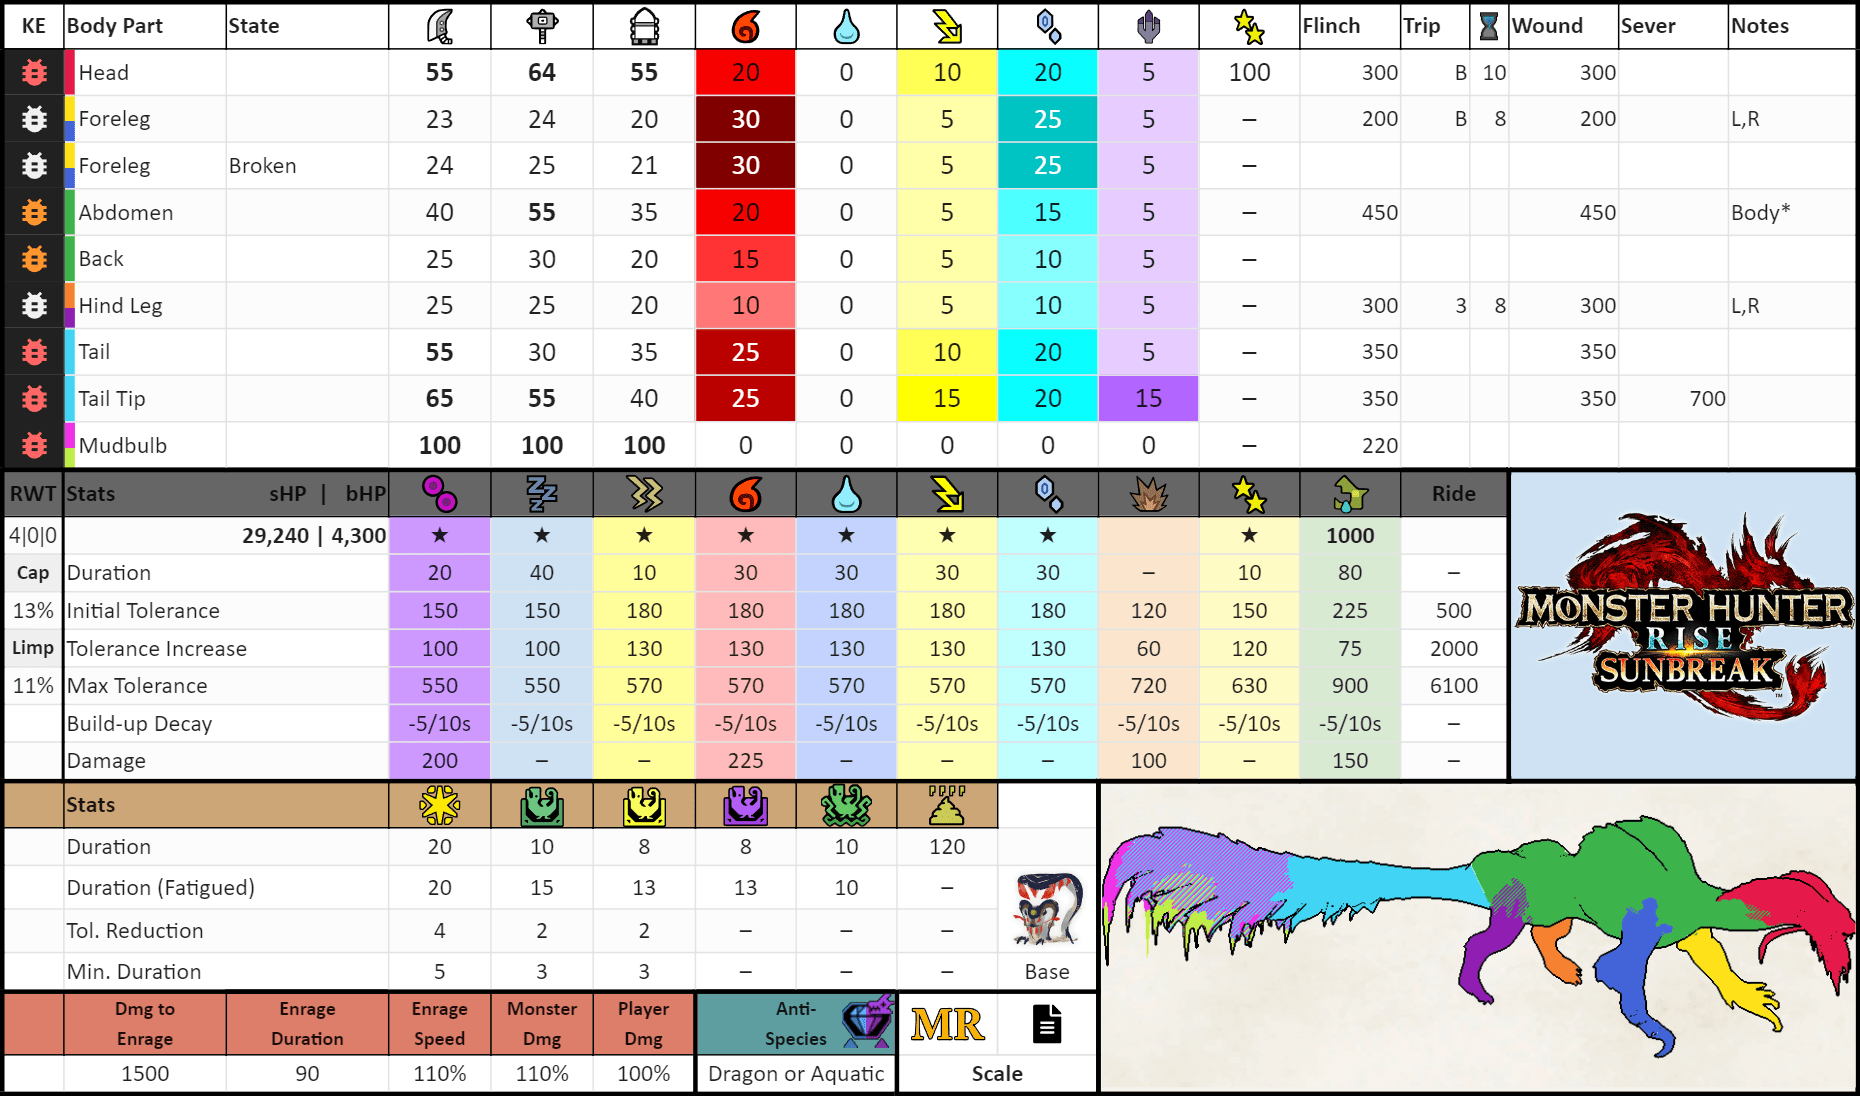 KE Body Part State Flinch Trip Wound Sever Notes
Head 55 64 55 20 0 10 20 5 100 300 B 10 300
Foreleg 23 24 20 30 0 5 25 5 – 200 B 8 200 L,R
Foreleg Broken 24 25 21 30 0 5 25 5 –
Abdomen 40 55 35 20 0 5 15 5 – 450 450 Body*
Back 25 30 20 15 0 5 10 5 –
Hind Leg 25 25 20 10 0 5 10 5 – 300 3 8 300 L,R
Tail 55 30 35 25 0 10 20 5 – 350 350
Tail Tip 65 55 40 25 0 15 20 15 – 350 350 700
Mudbulb 100 100 100 0 0 0 0 0 – 220
RWT Stats sHP | bHP Ride
4|0|0 29,240 | 4,300 ★ ★ ★ ★ ★ ★ ★ ★ 1000
Cap Duration 20 40 10 30 30 30 30 – 10 80 –
13% Initial Tolerance 150 150 180 180 180 180 180 120 150 225 500
Limp Tolerance Increase 100 100 130 130 130 130 130 60 120 75 2000
11% Max Tolerance 550 550 570 570 570 570 570 720 630 900 6100
Build-up Decay -5/10s -5/10s -5/10s -5/10s -5/10s -5/10s -5/10s -5/10s -5/10s -5/10s –
Damage 200 – – 225 – – – 100 – 150 –
MONSTER HUNTER
RISE
SUNBREAK
™
Stats
Duration 20 10 8 8 10 120
Duration (Fatigued) 20 15 13 13 10 –
Tol. Reduction 4 2 2 – – –
Min. Duration 5 3 3 – – – Base
Dmg to Enrage Enrage Duration Enrage Speed Monster Dmg Player Dmg Anti-Species MR
1500 90 110% 110% 100% Dragon or Aquatic Scale